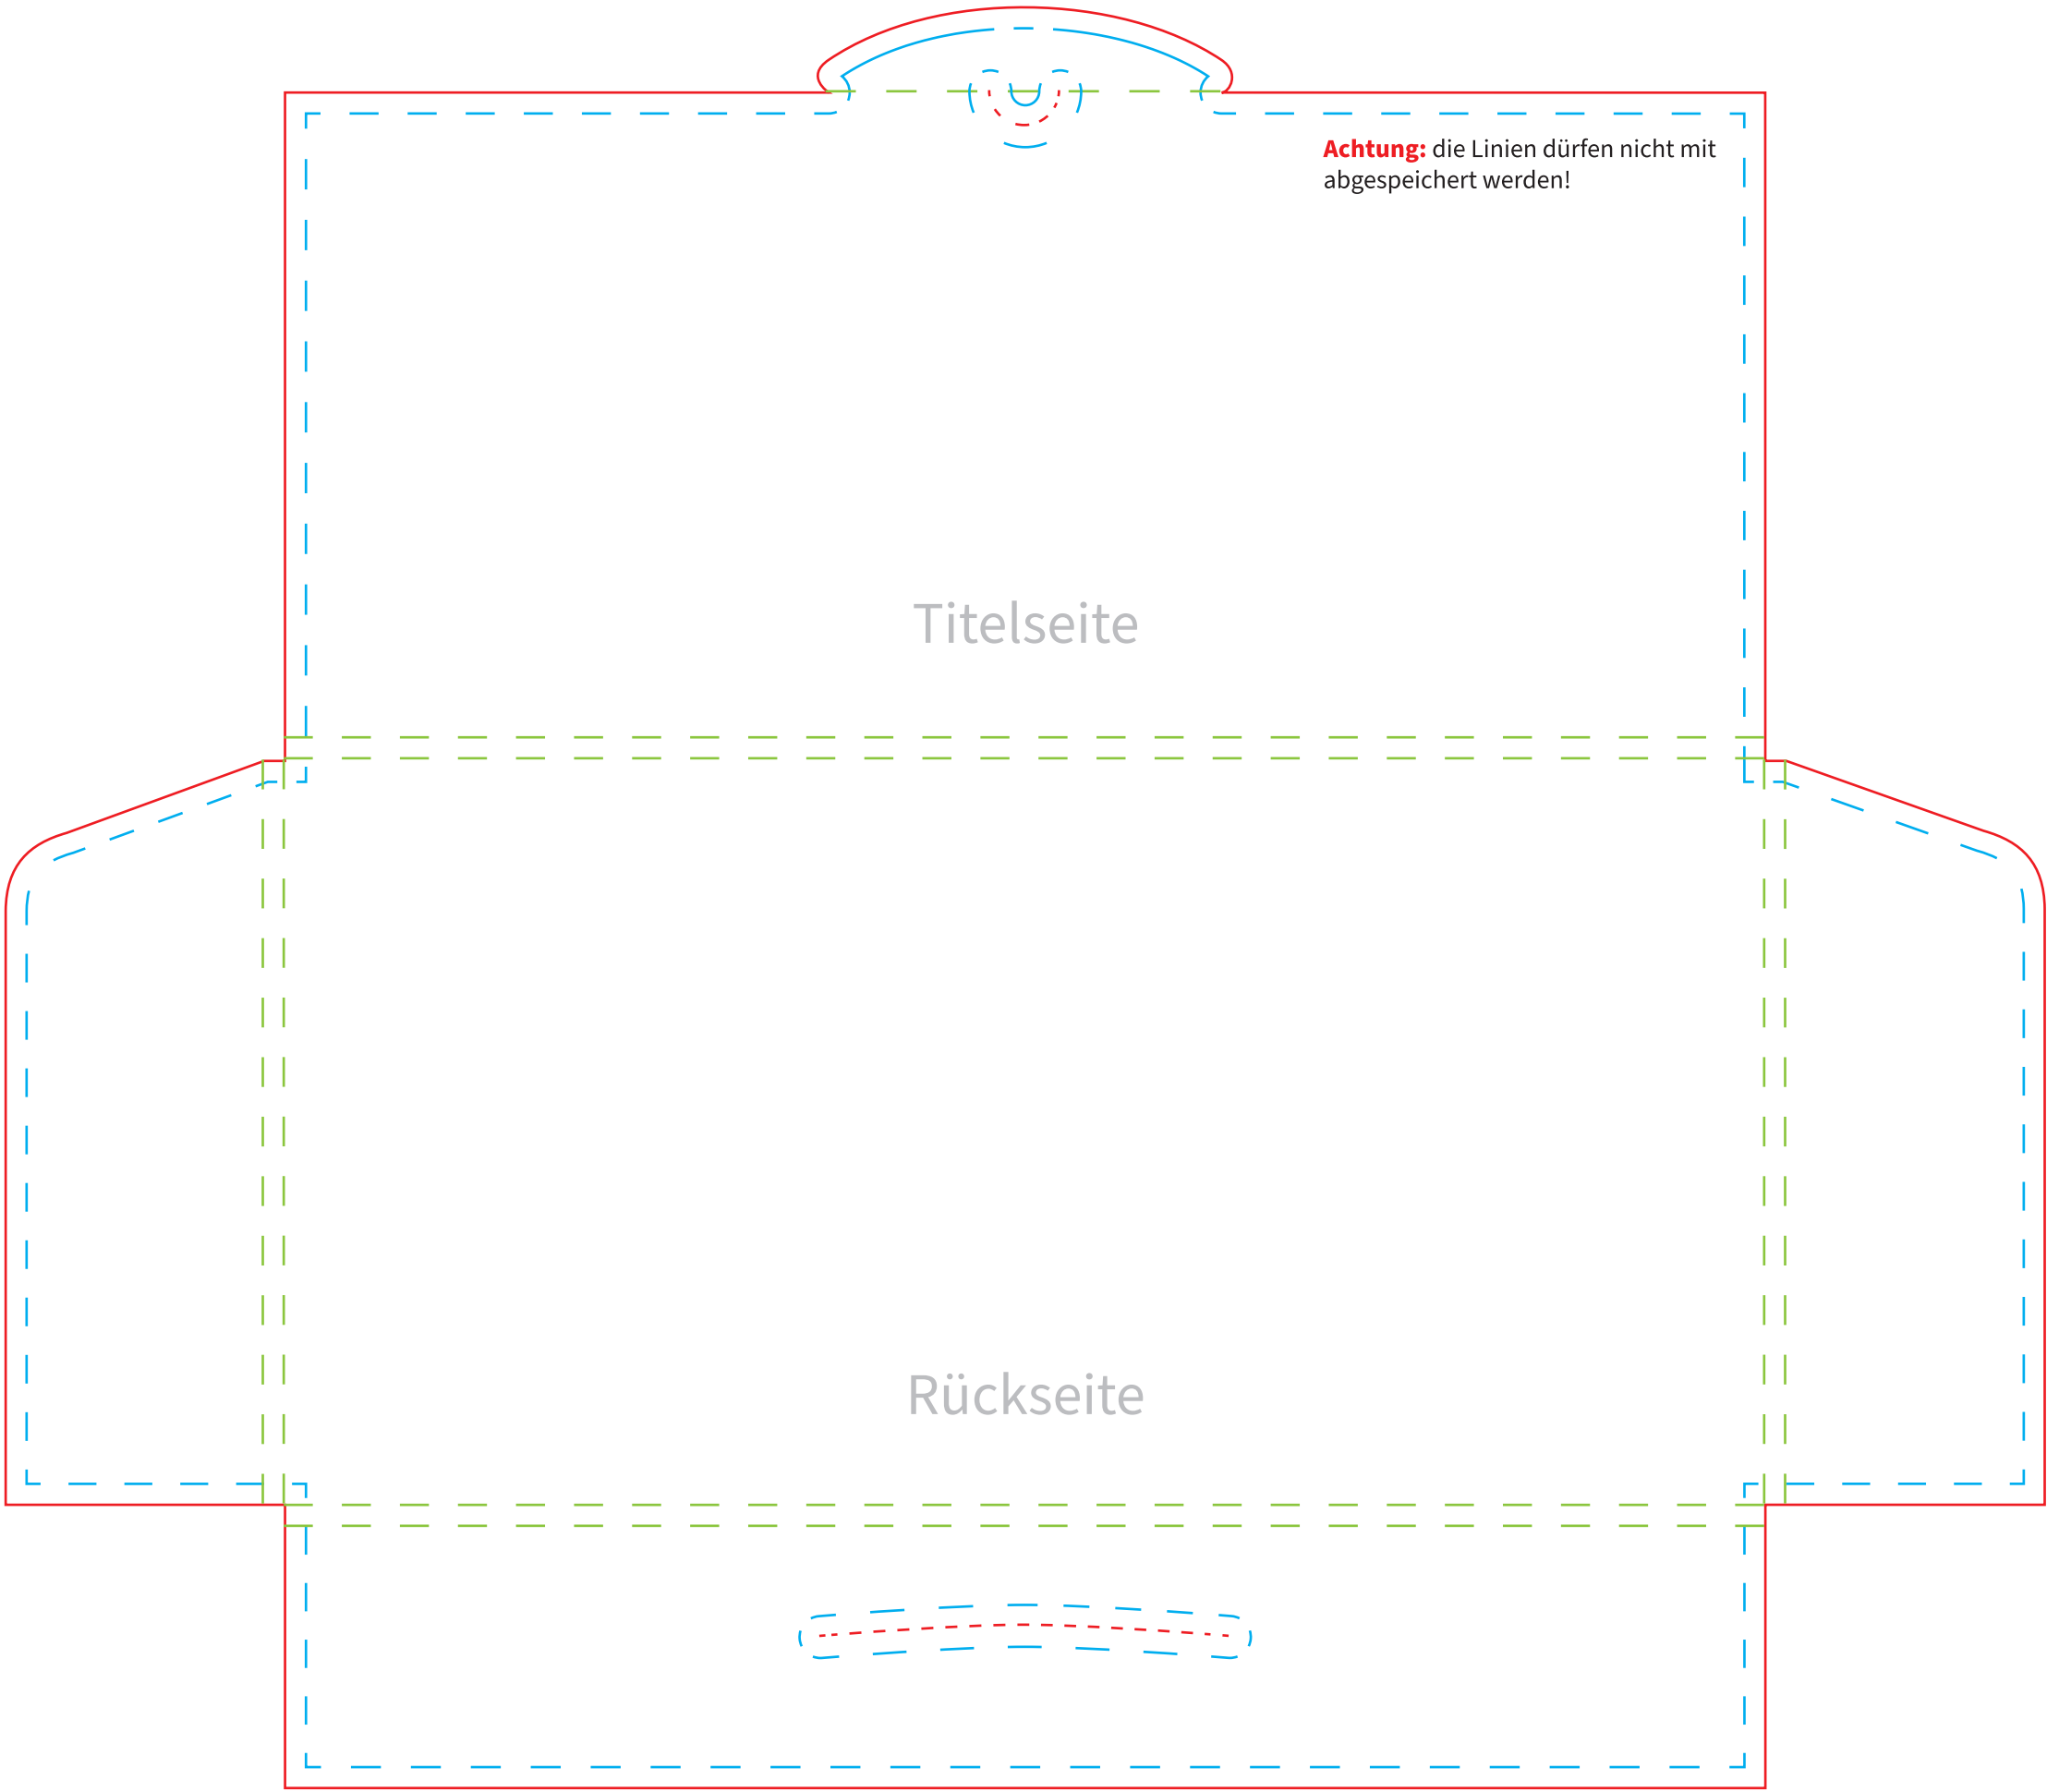 Achtung: die Linien dürfen nicht mit
abgespeichert werden!
Titelseite
Rückseite